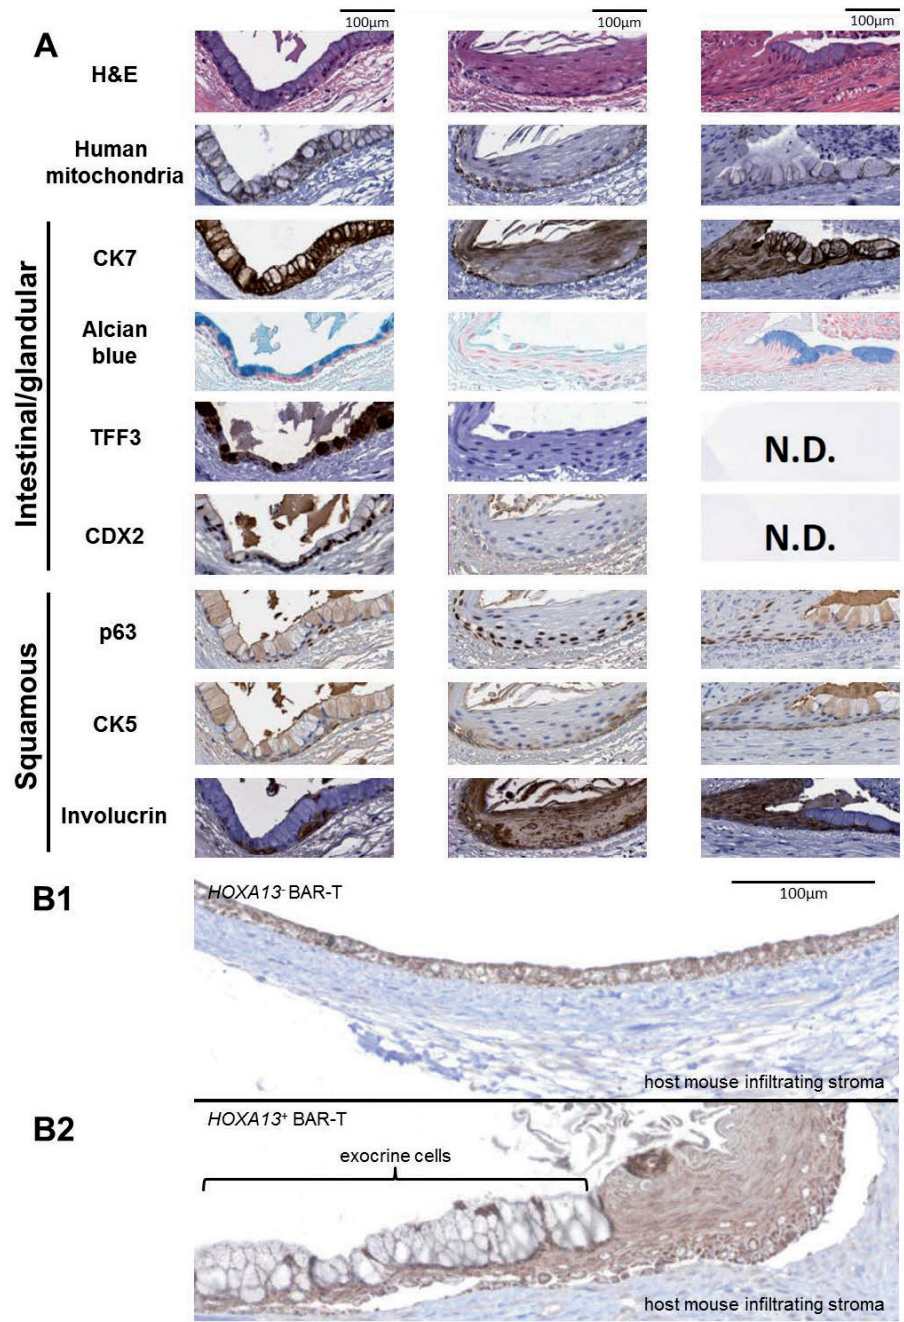 100µm
100µm
100µm
A
H&E
Human
mitochondria
Intestinal/glandular
CK7
Alcian
blue
TFF3
N.D.
CDX2
N.D.
Squamous
p63
CK5
Involucrin
B1
HOXA13- BAR-T
100µm
host mouse infiltrating stroma
B2
HOXA13+ BAR-T
exocrine cells
host mouse infiltrating stroma